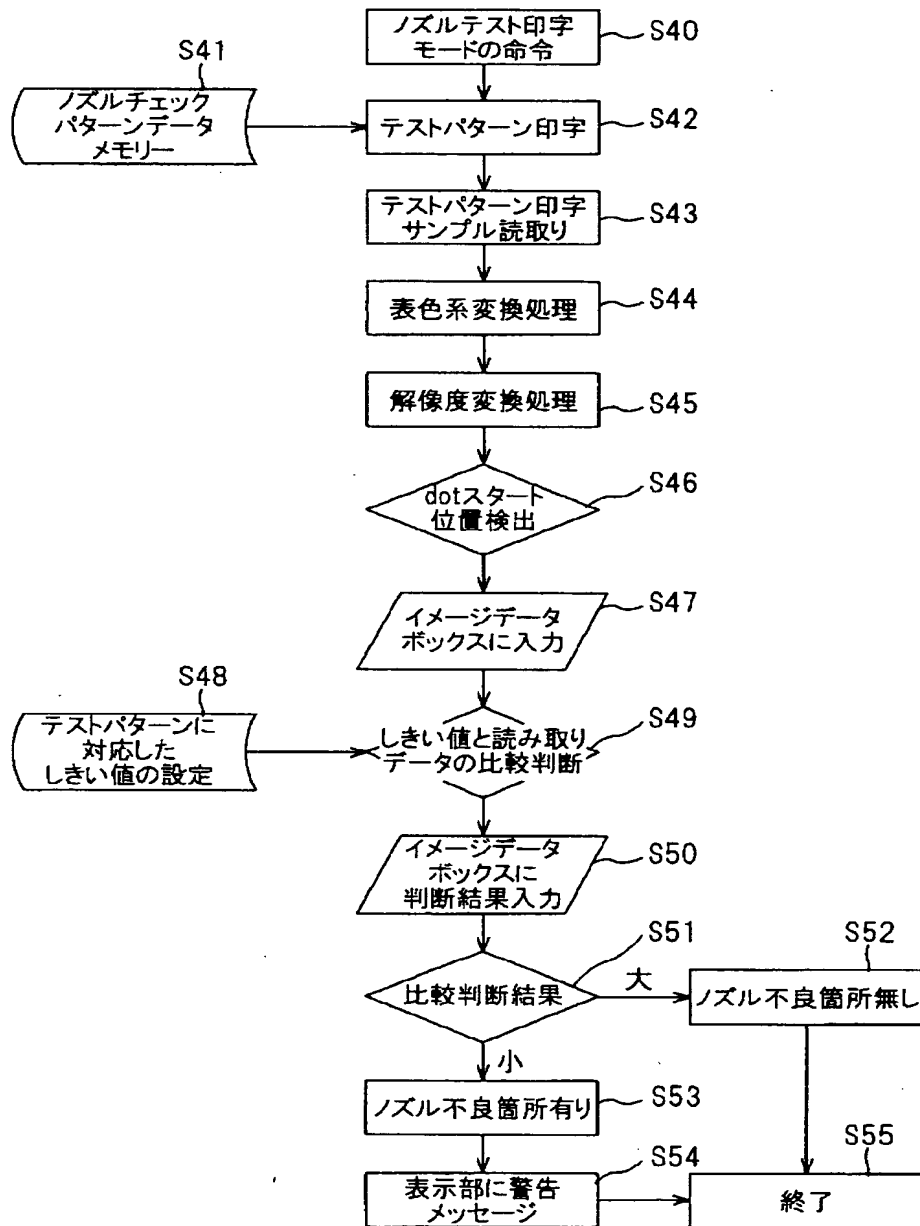 ノズルテスト印字
モードの命令
S40
S41
ノズルチェック
パターンデータ
メモリー
テストパターン印字
S42
テストパターン印字
サンプル読取り
S43
表色系変換処理
S44
解像度変換処理
S45
dotスタート
位置検出
S46
イメージデータ
ボックスに入力
S47
S48
テストパターンに
対応した
しきい値の設定
しきい値と読み取り
データの比較判断
S49
イメージデータ
ボックスに
判断結果入力
S50
比較判断結果
S51
大
S52
ノズル不良箇所無し
小
ノズル不良箇所有り
S53
表示部に警告
メッセージ
S54
S55
終了